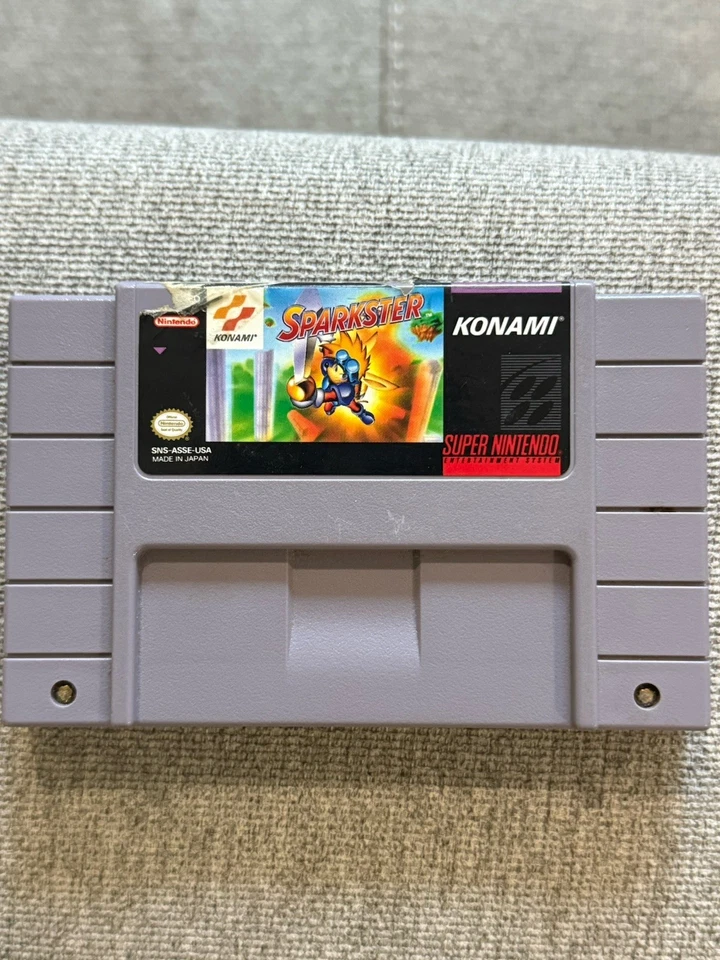 Nintendo
KONAMI®
SPARKSTER
KONAMI®
Official
Nintendo
Seal of Quality
SNS-ASSE-USA
MADE IN JAPAN
SUPER NINTENDO
ENTERTAINMENT SYSTEM